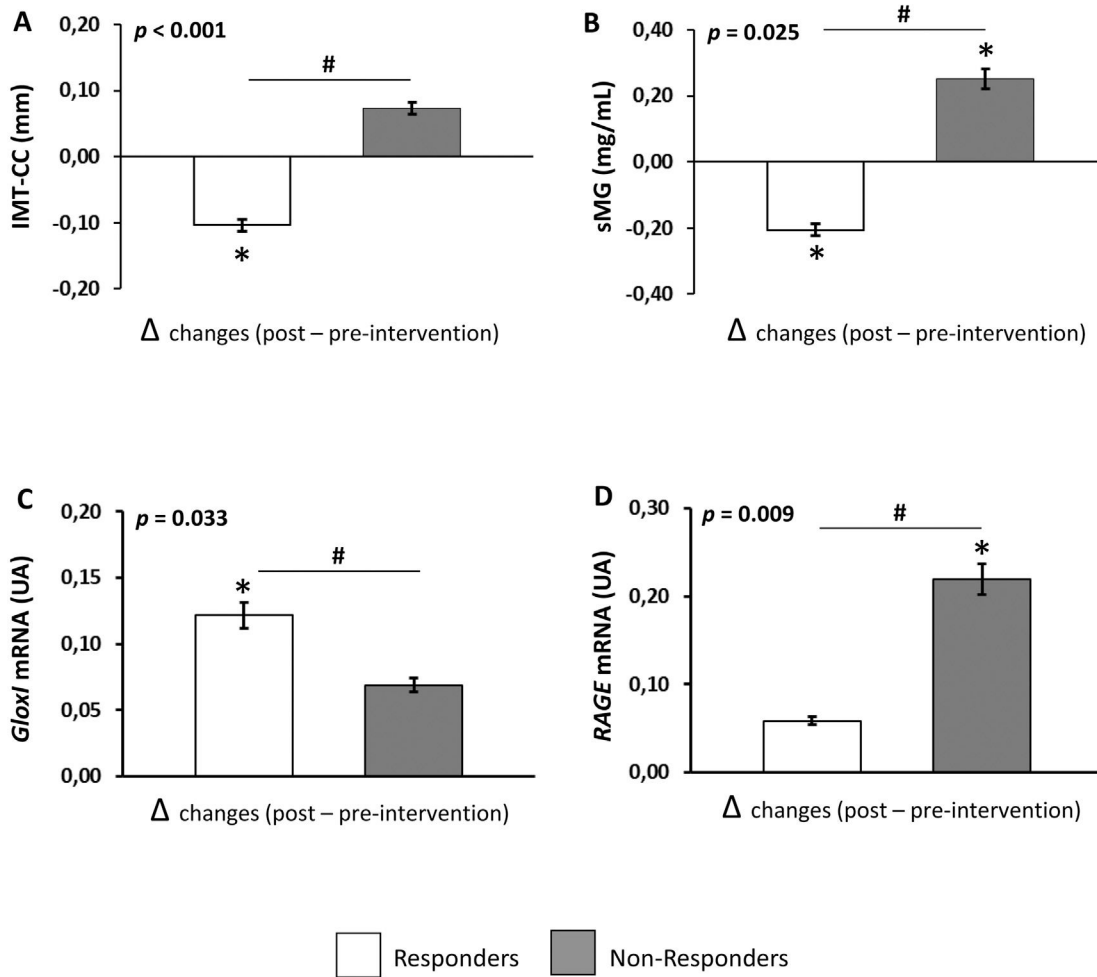 A
p < 0.001
#
IMT-CC (mm)
0,20
0,10
0,00
-0,10
-0,20
*
Δ changes (post – pre-intervention)
B
p = 0.025
#
*
sMG (mg/mL)
0,40
0,20
0,00
-0,20
-0,40
*
Δ changes (post – pre-intervention)
C
p = 0.033
#
*
GloxI mRNA (UA)
0,20
0,15
0,10
0,05
0,00
Δ changes (post – pre-intervention)
D
p = 0.009
#
*
RAGE mRNA (UA)
0,30
0,20
0,10
0,00
Δ changes (post – pre-intervention)
Responders
Non-Responders